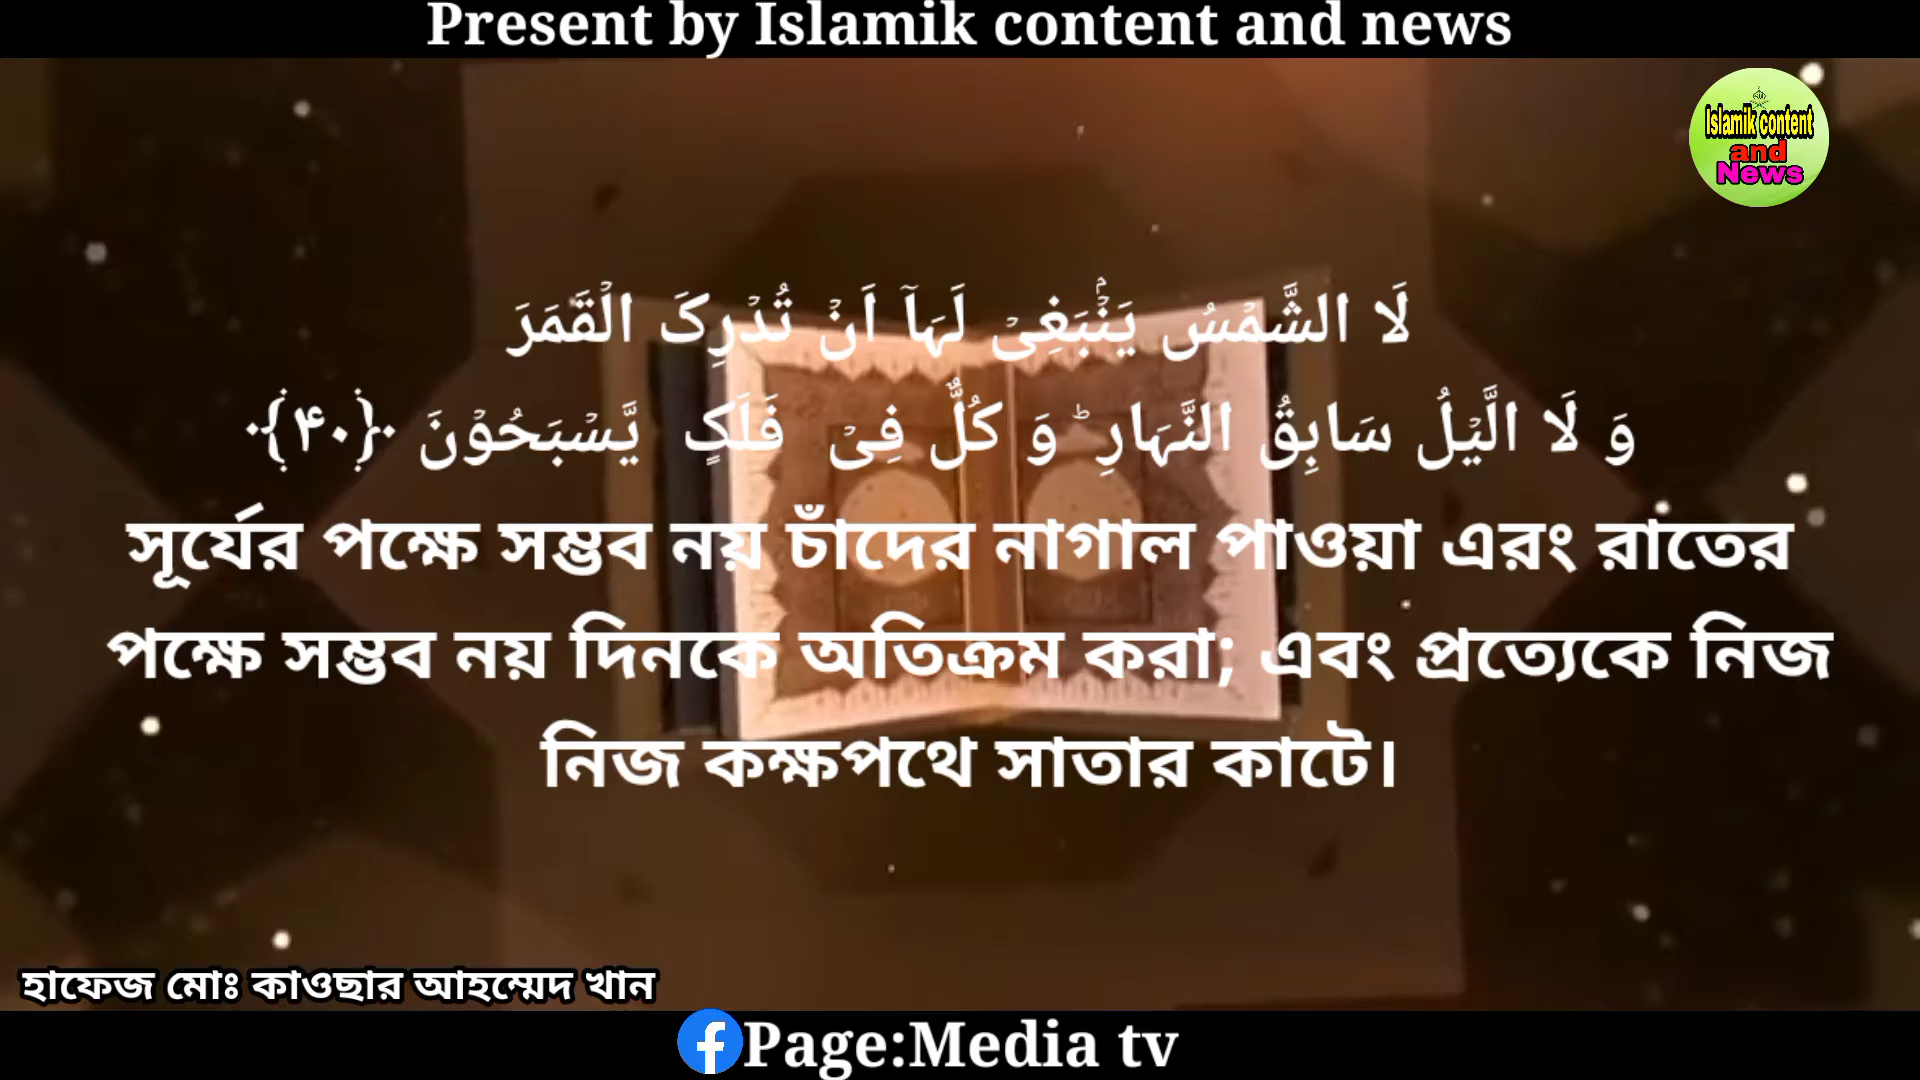 Present by Islamik content and news
Islamik content
and
News
لَا الشَّمۡسُ یَنۡۢبَغِیۡ لَہَاۤ اَنۡ تُدۡرِکَ الۡقَمَرَ
وَ لَا الَّیۡلُ سَابِقُ النَّہَارِ ؕ وَ کُلٌّ فِیۡ فَلَکٍ یَّسۡبَحُوۡنَ ﴿۴۰﴾
সূর্যের পক্ষে সম্ভব নয় চাঁদের নাগাল পাওয়া এরং রাতের
পক্ষে সম্ভব নয় দিনকে অতিক্রম করা; এবং প্রত্যেকে নিজ
নিজ কক্ষপথে সাতার কাটে।
হাফেজ মোঃ কাওছার আহম্মেদ খান
Page:Media tv